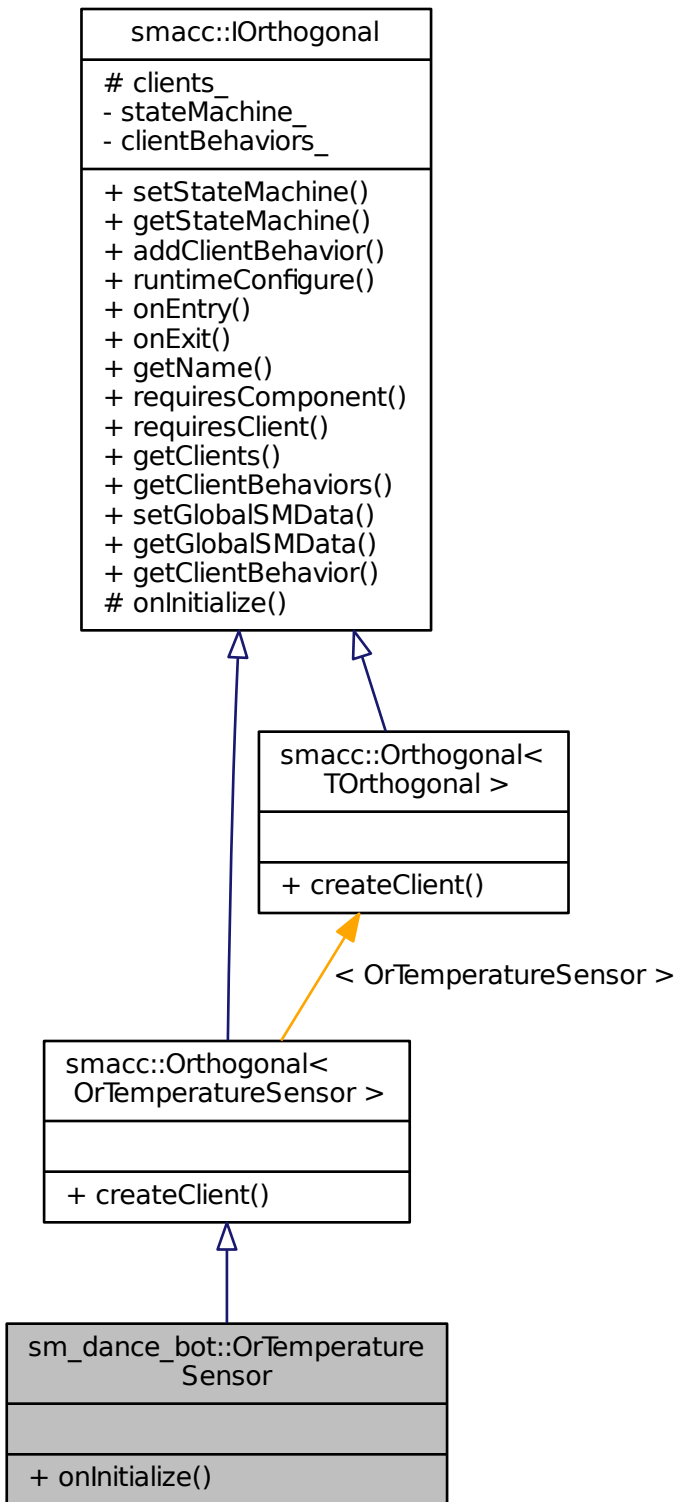 smacc::IOrthogonal
# clients_
- stateMachine_
- clientBehaviors_
+ setStateMachine()
+ getStateMachine()
+ addClientBehavior()
+ runtimeConfigure()
+ onEntry()
+ onExit()
+ getName()
+ requiresComponent()
+ requiresClient()
+ getClients()
+ getClientBehaviors()
+ setGlobalSMData()
+ getGlobalSMData()
+ getClientBehavior()
# onInitialize()
smacc::Orthogonal<
TOrthogonal >
+ createClient()
< OrTemperatureSensor >
smacc::Orthogonal<
OrTemperatureSensor >
+ createClient()
sm_dance_bot::OrTemperature
Sensor
+ onInitialize()